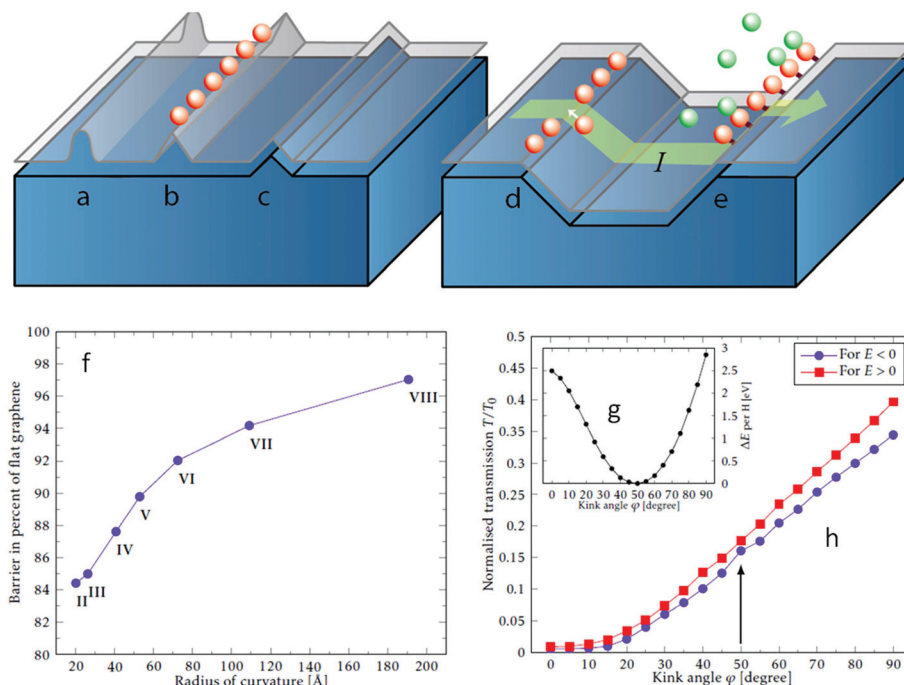 a
b
c
d
e
I
f
Barrier in percent of flat graphene
100
98
96
94
92
90
88
86
84
82
80
II
III
IV
V
VI
VII
VIII
20
40
60
80
100
120
140
160
180
200
Radius of curvature [Å]
Normalised transmission T/T0
0.5
0.45
0.4
0.35
0.3
0.25
0.2
0.15
0.1
0.05
0
g
3
2.5
2
1.5
1
0.5
0
ΔE per H [eV]
0 10 20 30 40 50 60 70 80 90
Kink angle φ [degree]
For E < 0
For E > 0
h
0 10 20 30 40 50 60 70 80 90
Kink angle φ [degree]